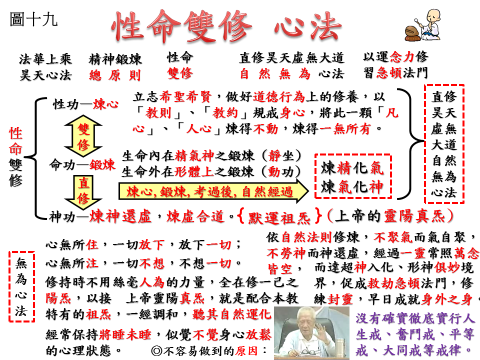 圖十九
性命雙修 心法
法華上乘 精神鍛煉 性命 直修昊天虛無大道 以運念力修
昊天心法 總原則 雙修 自然無為心法 習急頓法門
性命雙修
性功—煉心
雙修
命功—鍛煉
直修
神功—煉神還虛，煉虛合道。{默運祖炁}(上帝的靈陽真炁)
立志希聖希賢，做好道德行為上的修養，以
「教則」、「教約」規戒身心，將此一顆「凡
心」、「人心」煉得不動，煉得一無所有。
生命內在精氣神之鍛煉（靜坐）
生命外在形體上之鍛煉（動功）
煉心,鍛煉,考過後,自然經過
煉精化氣
煉氣化神
直修昊天虛無大道自然無為心法
無為心法
心無所住，一切放下，放下一切；
心無所注，一切不想，不想一切。
修持時不用絲毫人為的力量，全在修一己之
陽炁，以接 上帝靈陽真炁，就是配合本教
特有的祖炁，一經調和，聽其自然運化
經常保持將睡未睡，似覺不覺身心放鬆
的心理狀態。 ◎不容易做到的原因：
依自然法則修煉，不聚氣而氣自聚，
不勞神而神還虛，經過一靈常照萬念
皆空， 而達超神入化、形神俱妙境
界，促成救劫急頓法門，修
煉封靈，早日成就身外之身。
沒有確實徹底實行人
生戒、奮鬥戒、平等
戒、大同戒等戒律。